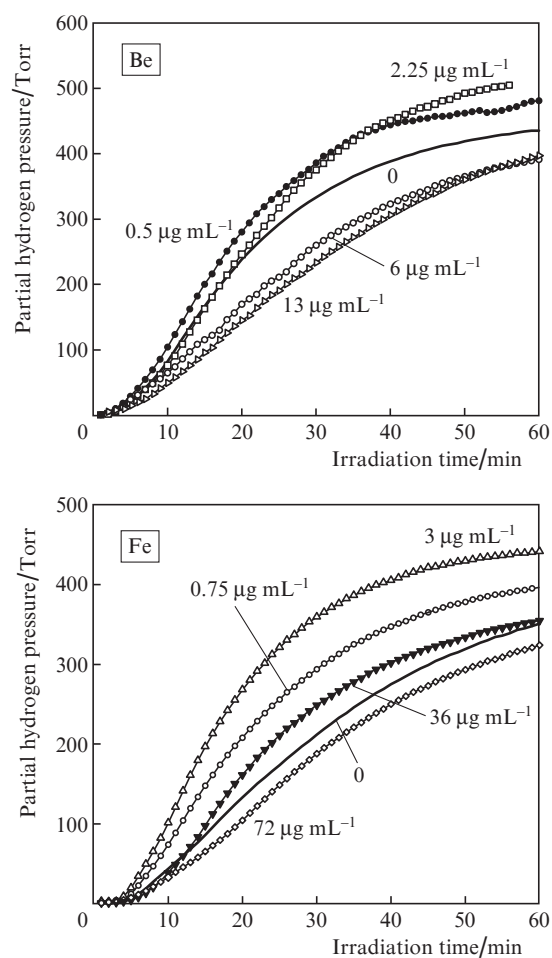 Partial hydrogen pressure/Torr
600
500
400
300
200
100
0
Be
2.25 µg mL⁻¹
0
0.5 µg mL⁻¹
6 µg mL⁻¹
13 µg mL⁻¹
10 20 30 40 50 60
Irradiation time/min
Partial hydrogen pressure/Torr
500
400
300
200
100
0
Fe
3 µg mL⁻¹
0.75 µg mL⁻¹
36 µg mL⁻¹
0
72 µg mL⁻¹
10 20 30 40 50 60
Irradiation time/min